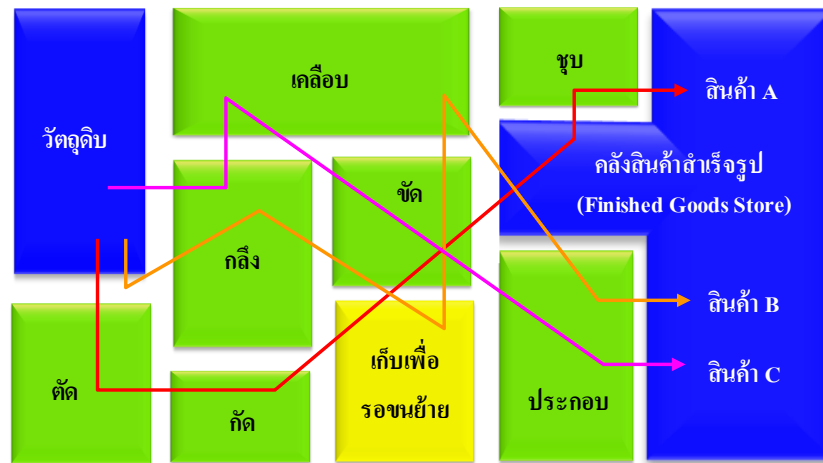 วัตถุดิบ
เคลือบ
ชุบ
สินค้า A
คลังสินค้าสำเร็จรูป
(Finished Goods Store)
กลึง
ขัด
สินค้า B
ตัด
กัด
เก็บเพื่อ
รอขนย้าย
ประกอบ
สินค้า C